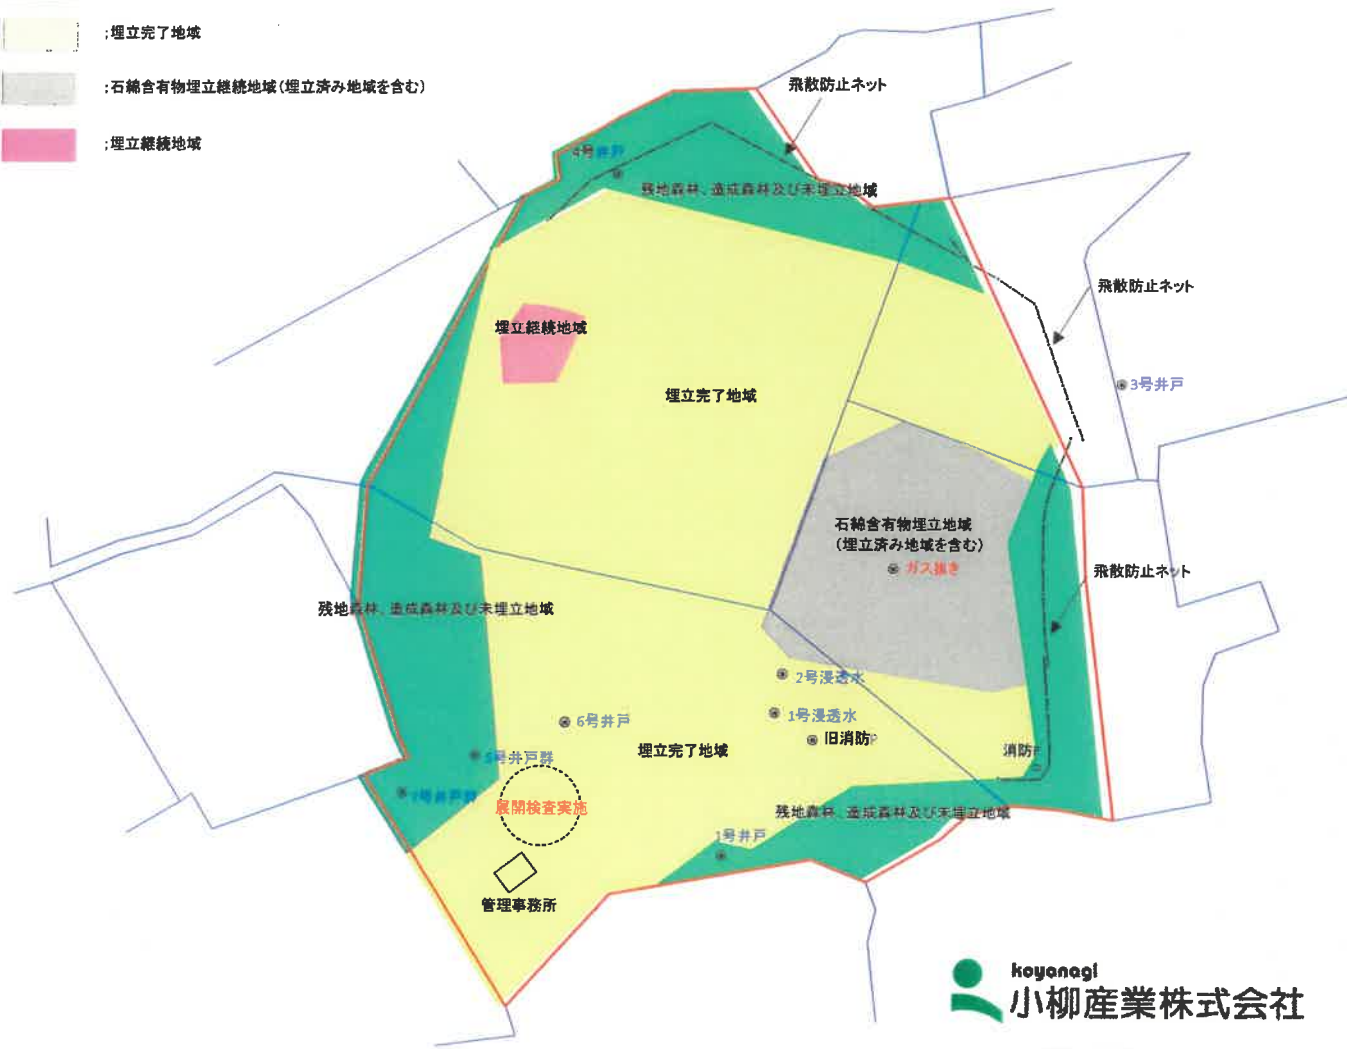 ;埋立完了地域
;石綿含有物埋立継続地域(埋立済み地域を含む)
;埋立継続地域
飛散防止ネット
4号井戸
残地森林、造成森林及び未埋立地域
飛散防止ネット
埋立継続地域
3号井戸
埋立完了地域
石綿含有物埋立地域
(埋立済み地域を含む)
ガス抜き
飛散防止ネット
残地森林、造成森林及び未埋立地域
2号浸透水
1号浸透水
6号井戸
旧消防P
埋立完了地域
消防P
5号井戸群
展開検査実施
残地森林、造成森林及び未埋立地域
1号井戸
管理事務所
koyanagi
小柳産業株式会社